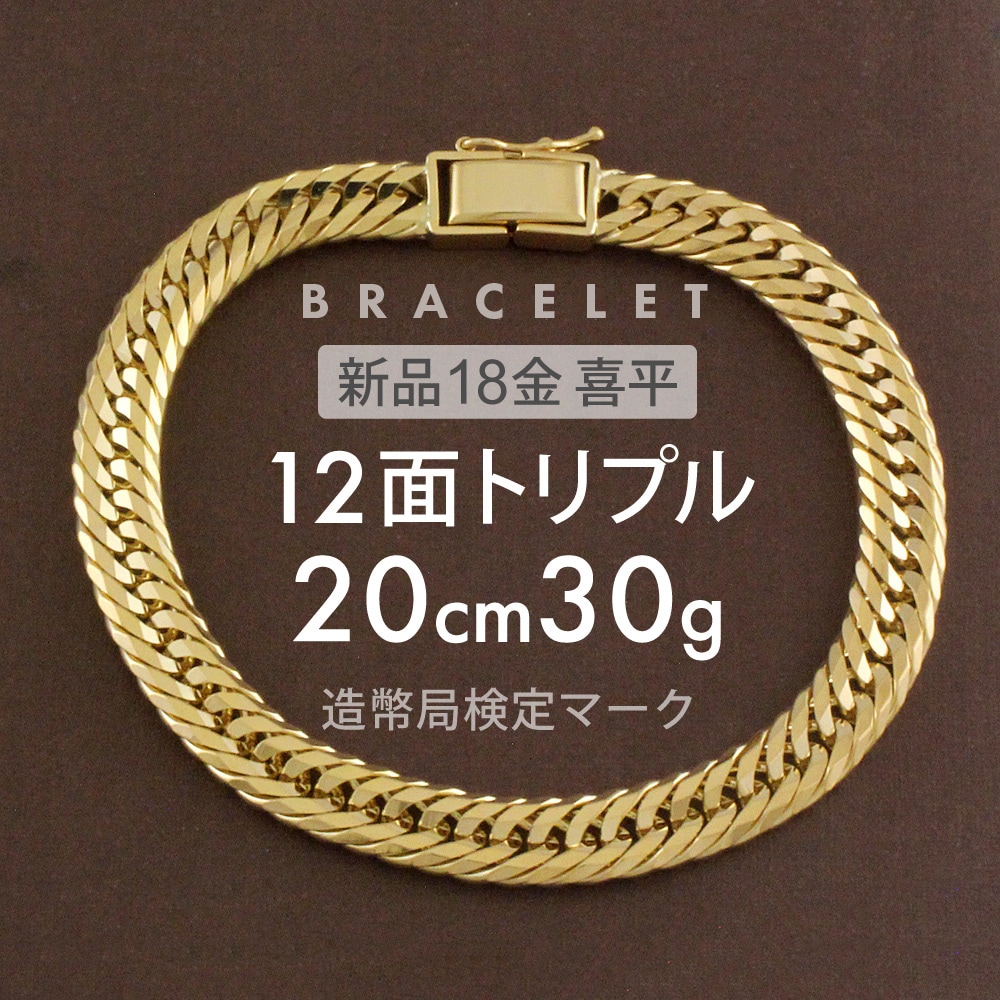 BRACELET
新品18金 喜平
12面トリプル
20cm30g
造幣局検定マーク